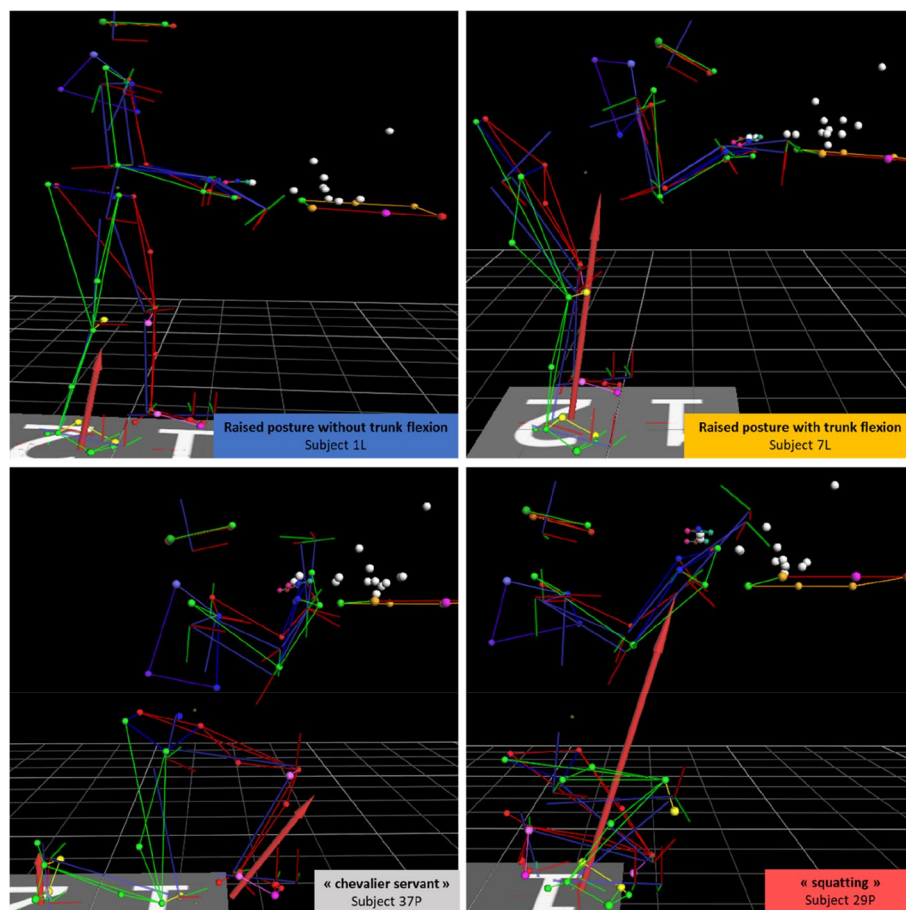 Raised posture without trunk flexion
Subject 1L
Raised posture with trunk flexion
Subject 7L
« chevalier servant »
Subject 37P
« squatting »
Subject 29P